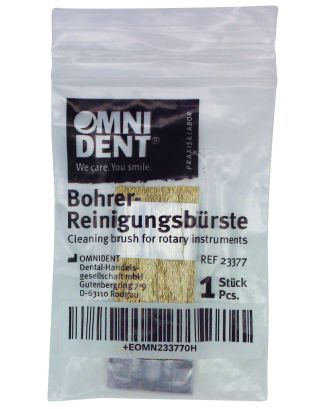 OMNI
DENT®
We care. You smile.
PRAXIS&LABOR
Bohrer-
Reinigungsbürste
Cleaning brush for rotary instruments
OMNIDENT
Dental-Handels-
gesellschaft mbH
Gutenbergring 7-9
D-63110 Rodgau
REF 23377
1 Stück
Pcs.
+EOMN233770H